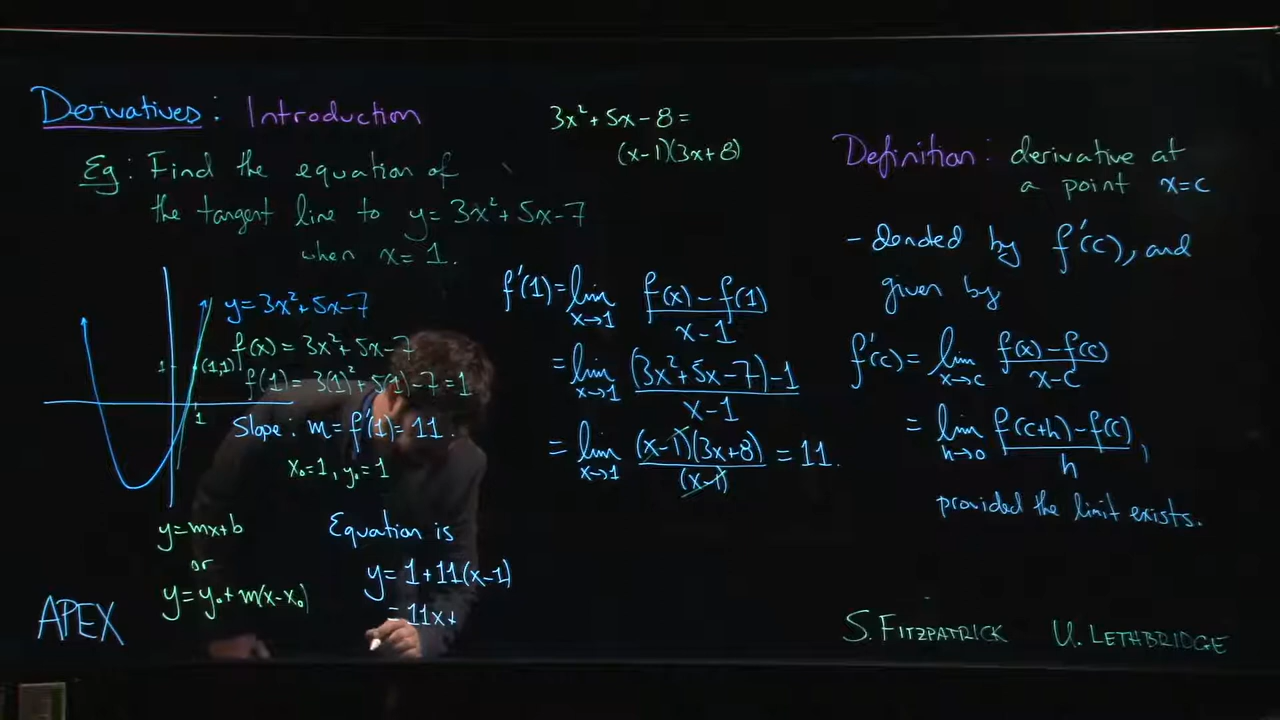 Derivatives: Introduction
Eg: Find the equation of
the tangent line to y=3x²+5x-7
when x=1.
y=3x²+5x-7
f(x)=3x²+5x-7
f(1)=3(1)²+5(1)-7=1
1
(1,1)
1
Slope: m=f'(1)=11.
x₀=1, y₀=1
y=mx+b
or
y=y₀+m(x-x₀)
Equation is
y=1+11(x-1)
=11x+
APEX
3x²+5x-8=
(x-1)(3x+8)
f'(1)=lim x→1 f(x)-f(1) / x-1
=lim x→1 (3x²+5x-7)-1 / x-1
=lim x→1 (x-1)(3x+8) / (x-1) =11.
Definition: derivative at
a point x=c
-denoted by f'(c), and
given by
f'(c)=lim x→c f(x)-f(c) / x-c
=lim h→0 f(c+h)-f(c) / h,
provided the limit exists.
S. FITZPATRICK U. LETHBRIDGE